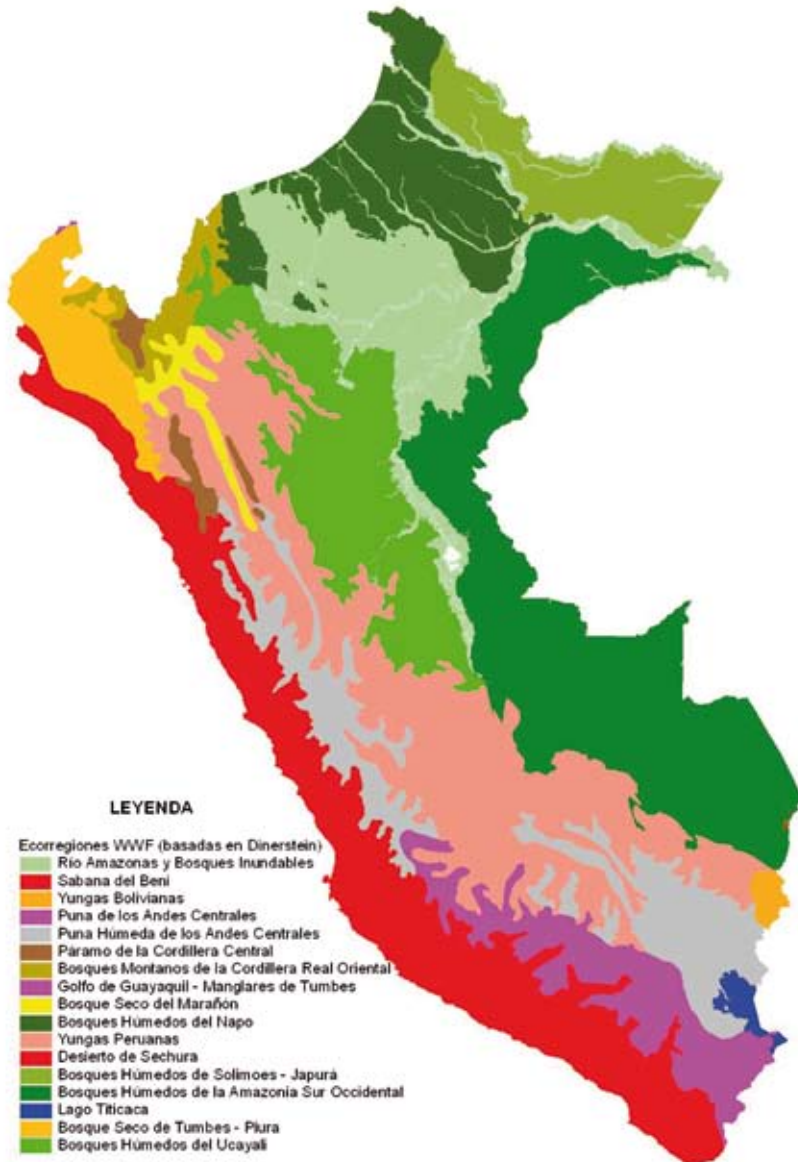 LEYENDA
Ecorregiones WWF (basadas en Dinerstein)
Río Amazonas y Bosques Inundables
Sabana del Beni
Yungas Bolivianas
Puna de los Andes Centrales
Puna Húmeda de los Andes Centrales
Páramo de la Cordillera Central
Bosques Montanos de la Cordillera Real Oriental
Golfo de Guayaquil - Manglares de Tumbes
Bosque Seco del Marañón
Bosques Húmedos del Napo
Yungas Peruanas
Desierto de Sechura
Bosques Húmedos de Solimoes - Japurá
Bosques Húmedos de la Amazonia Sur Occidental
Lago Titicaca
Bosque Seco de Tumbes - Piura
Bosques Húmedos del Ucayali